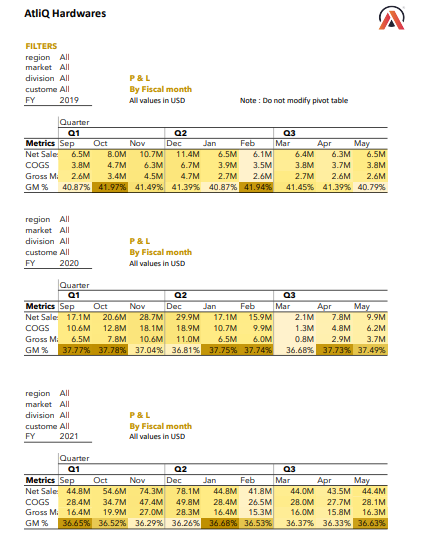 AtliQ Hardwares
FILTERS
region All
market All
division All P & L
custome All By Fiscal month
FY 2019 All values in USD Note : Do not modify pivot table
Quarter
Q1 Q2 Q3
Metrics Sep Oct Nov Dec Jan Feb Mar Apr May
Net Sale 6.5M 8.0M 10.7M 11.4M 6.5M 6.1M 6.4M 6.3M 6.5M
COGS 3.8M 4.7M 6.3M 6.7M 3.9M 3.5M 3.8M 3.7M 3.8M
Gross Ma 2.6M 3.4M 4.5M 4.7M 2.7M 2.6M 2.7M 2.6M 2.6M
GM % 40.87% 41.97% 41.49% 41.39% 40.87% 41.94% 41.45% 41.39% 40.79%
region All
market All
division All P & L
custome All By Fiscal month
FY 2020 All values in USD
Quarter
Q1 Q2 Q3
Metrics Sep Oct Nov Dec Jan Feb Mar Apr May
Net Sale 17.1M 20.6M 28.7M 29.9M 17.1M 15.9M 2.1M 7.8M 9.9M
COGS 10.6M 12.8M 18.1M 18.9M 10.7M 9.9M 1.3M 4.8M 6.2M
Gross Ma 6.5M 7.8M 10.6M 11.0M 6.5M 6.0M 0.8M 2.9M 3.7M
GM % 37.77% 37.78% 37.04% 36.81% 37.75% 37.74% 36.68% 37.73% 37.49%
region All
market All
division All P & L
custome All By Fiscal month
FY 2021 All values in USD
Quarter
Q1 Q2 Q3
Metrics Sep Oct Nov Dec Jan Feb Mar Apr May
Net Sale 44.8M 54.6M 74.3M 78.1M 44.8M 41.8M 44.0M 43.5M 44.4M
COGS 28.4M 34.7M 47.4M 49.8M 28.4M 26.5M 28.0M 27.7M 28.1M
Gross Ma 16.4M 19.9M 27.0M 28.3M 16.4M 15.3M 16.0M 15.8M 16.3M
GM % 36.65% 36.52% 36.29% 36.26% 36.68% 36.53% 36.37% 36.33% 36.63%